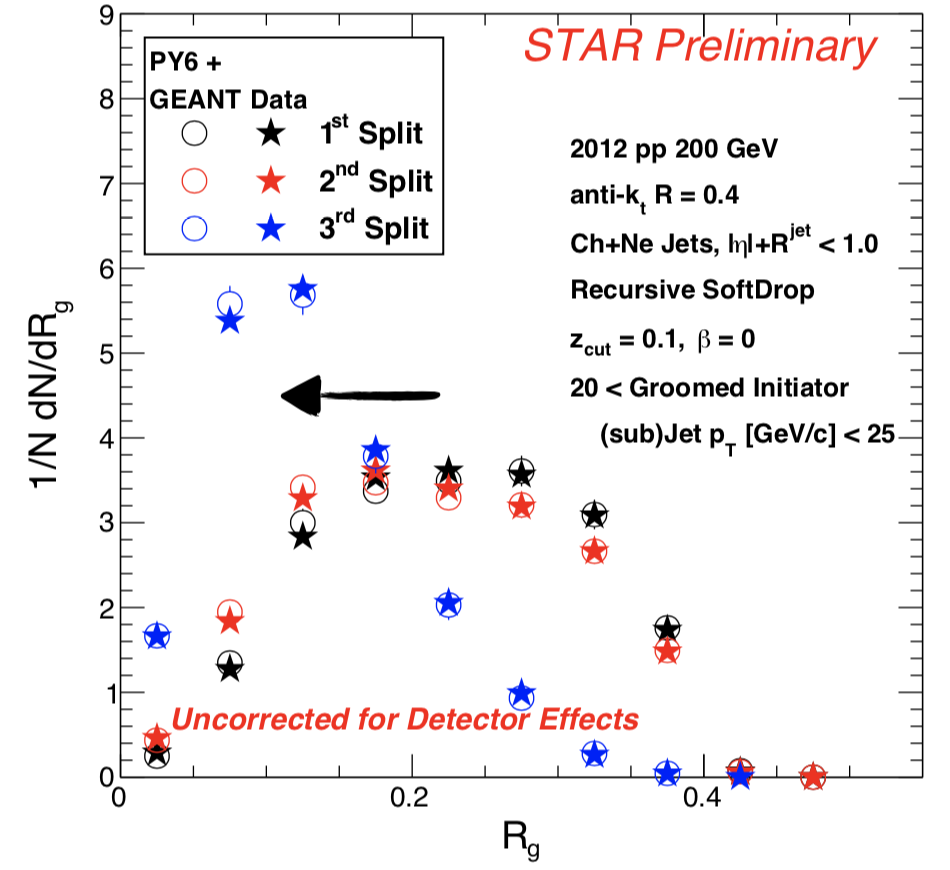 STAR Preliminary
PY6 +
GEANT Data
1st Split
2nd Split
3rd Split
2012 pp 200 GeV
anti-kt R = 0.4
Ch+Ne Jets, |η|+Rjet < 1.0
Recursive SoftDrop
zcut = 0.1, β = 0
20 < Groomed Initiator
(sub)Jet pT [GeV/c] < 25
Uncorrected for Detector Effects
1/N dN/dRg
9
8
7
6
5
4
3
2
1
0
0 0.2 0.4
Rg